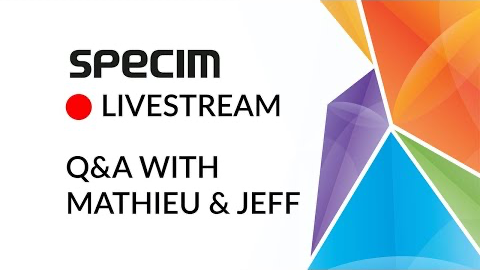 SPECIM
LIVESTREAM
Q&A WITH
MATHIEU & JEFF